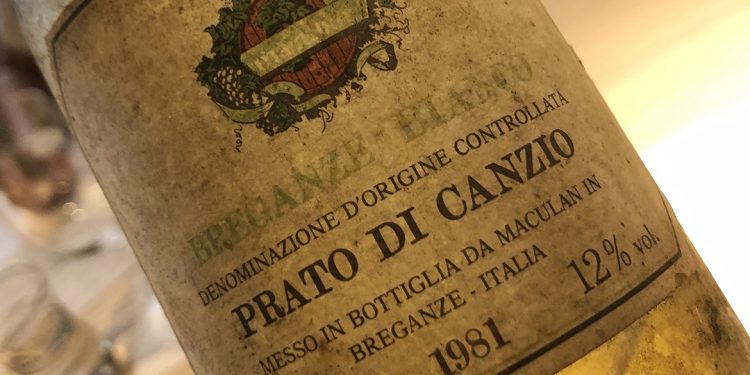 BREGANZE BIANCO
DENOMINAZIONE D'ORIGINE CONTROLLATA
PRATO DI CANZIO
MESSO IN BOTTIGLIA DA MACULAN IN
BREGANZE - ITALIA
12% vol.
1981